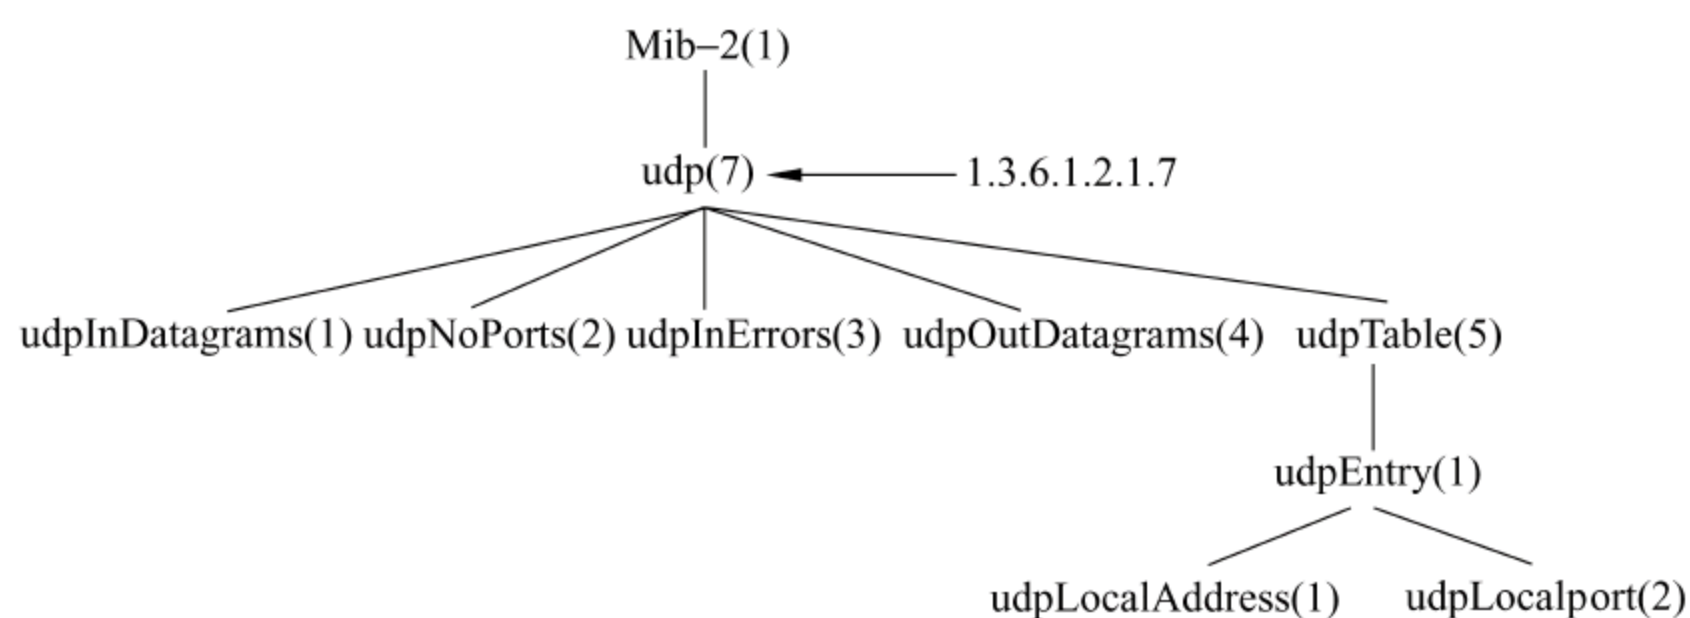 Mib–2(1)
udp(7) 1.3.6.1.2.1.7
udpInDatagrams(1) udpNoPorts(2) udpInErrors(3) udpOutDatagrams(4) udpTable(5)
udpEntry(1)
udpLocalAddress(1) udpLocalport(2)